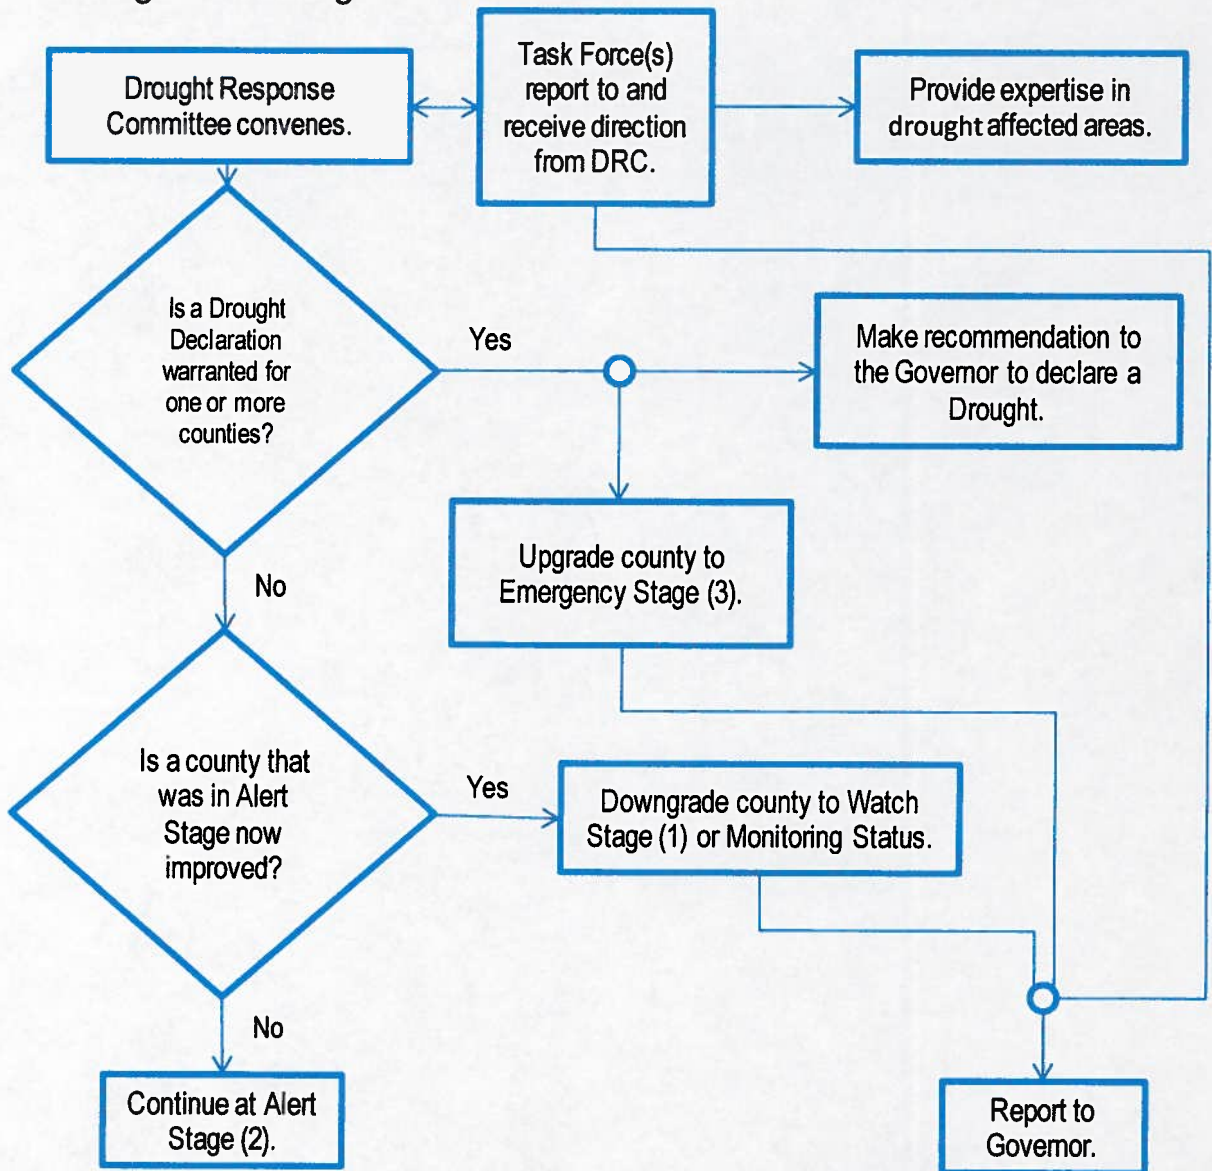 Drought Response
Committee convenes.
Task Force(s)
report to and
receive direction
from DRC.
Provide expertise in
drought affected areas.
Is a Drought
Declaration
warranted for
one or more
counties?
Yes
Make recommendation to
the Governor to declare a
Drought.
Upgrade county to
Emergency Stage (3).
No
Is a county that
was in Alert
Stage now
improved?
Yes
Downgrade county to Watch
Stage (1) or Monitoring Status.
No
Continue at Alert
Stage (2).
Report to
Governor.